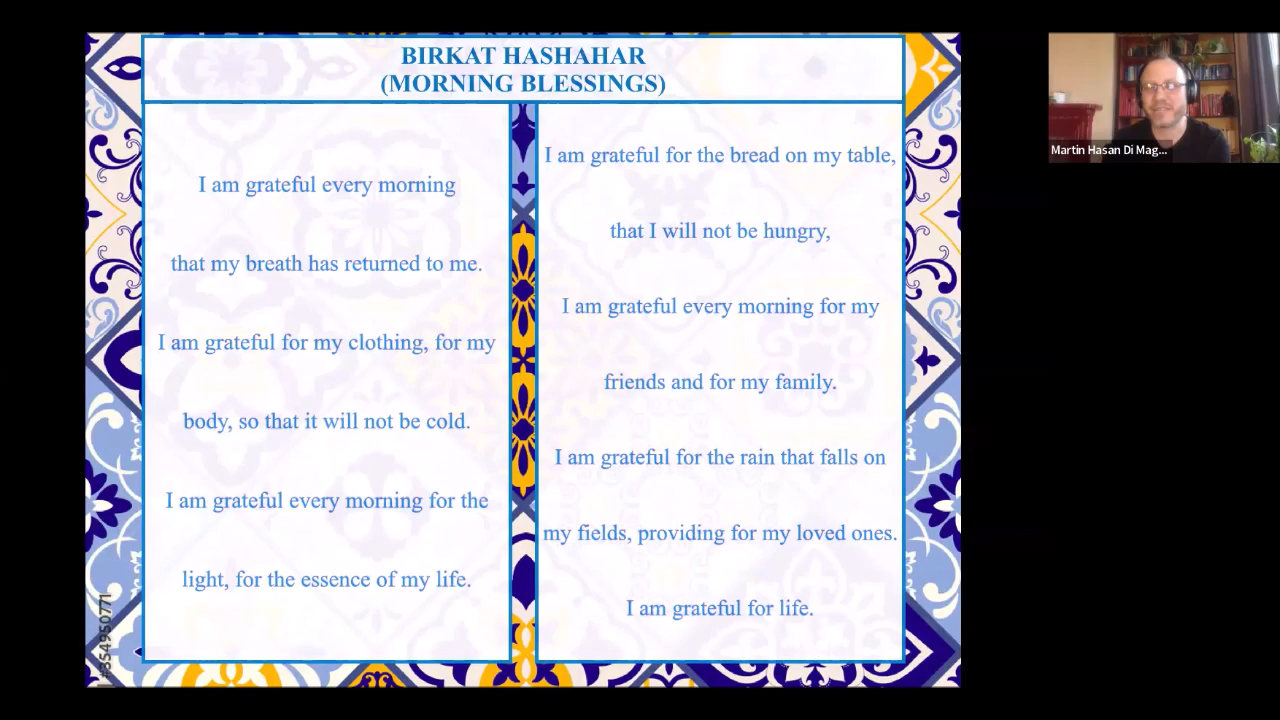 BIRKAT HASHAHAR
(MORNING BLESSINGS)
I am grateful every morning
that my breath has returned to me.
I am grateful for my clothing, for my
body, so that it will not be cold.
I am grateful every morning for the
light, for the essence of my life.
I am grateful for the bread on my table,
that I will not be hungry,
I am grateful every morning for my
friends and for my family.
I am grateful for the rain that falls on
my fields, providing for my loved ones.
I am grateful for life.
#354950771
Martin Hasan Di Mag...